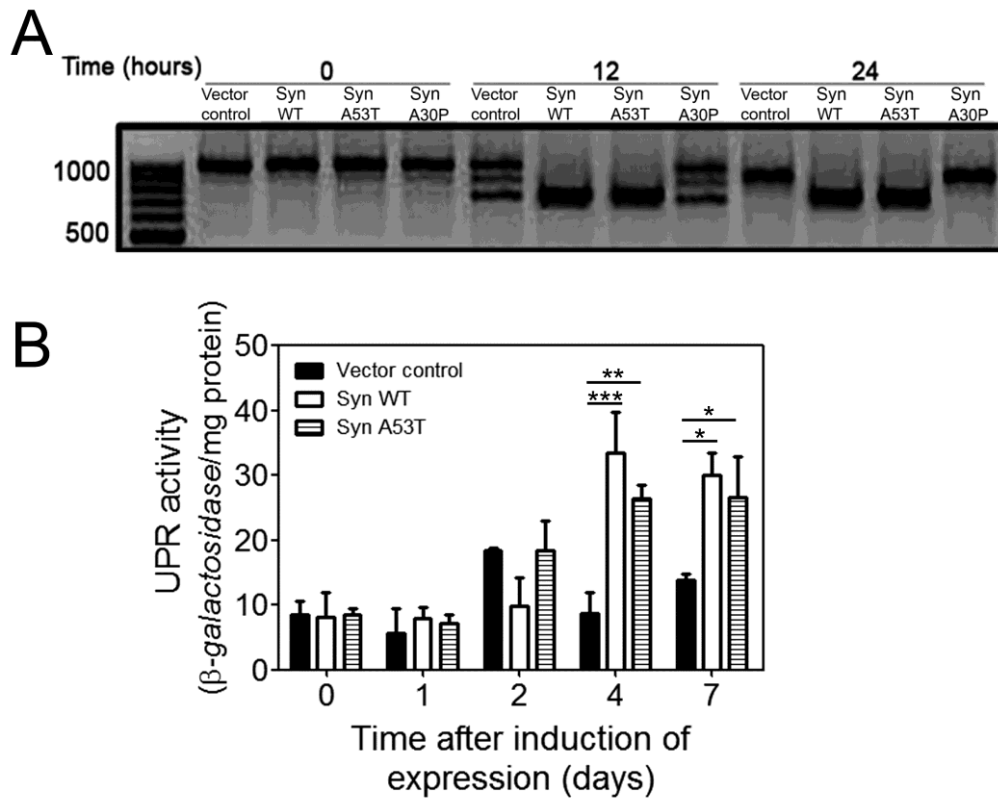 A
Time (hours) 0 12 24
Vector control Syn WT Syn A53T Syn A30P Vector control Syn WT Syn A53T Syn A30P Vector control Syn WT Syn A53T Syn A30P
1000
500
B
UPR activity
(β-galactosidase/mg protein)
50
40
30
20
10
0
Vector control
Syn WT
Syn A53T
**
***
*
*
0 1 2 4 7
Time after induction of
expression (days)